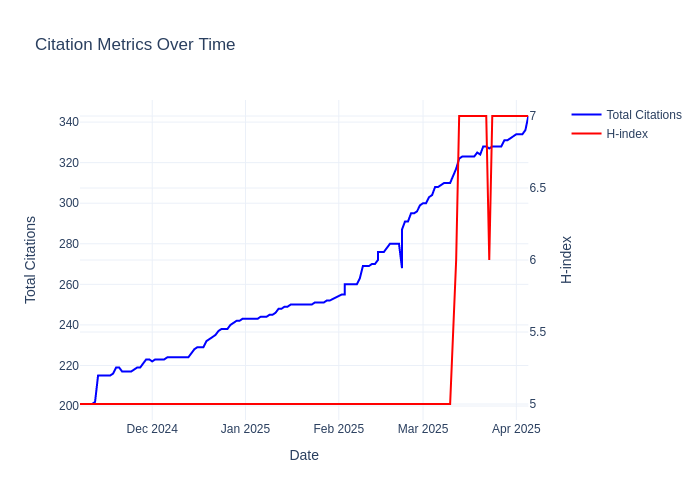 Citation Metrics Over Time
Total Citations
H-index
340
320
300
280
260
240
220
200
7
6.5
6
5.5
5
Dec 2024
Jan 2025
Feb 2025
Mar 2025
Apr 2025
Date
Total Citations
H-index